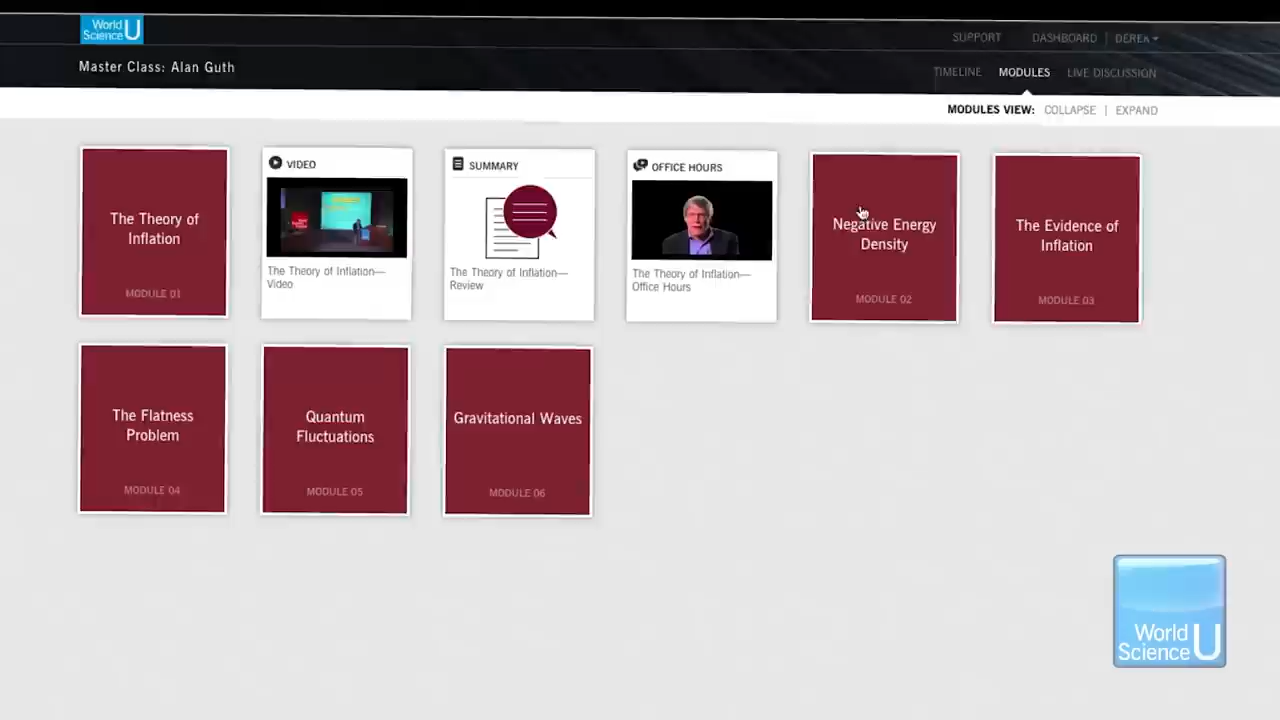 World
Science U
SUPPORT
DASHBOARD | DEREK
Master Class: Alan Guth
TIMELINE
MODULES
LIVE DISCUSSION
MODULES VIEW: COLLAPSE | EXPAND
The Theory of
Inflation
MODULE 01
VIDEO
The Theory of Inflation—
Video
SUMMARY
The Theory of Inflation—
Review
OFFICE HOURS
The Theory of Inflation—
Office Hours
Negative Energy
Density
MODULE 02
The Evidence of
Inflation
MODULE 03
The Flatness
Problem
MODULE 04
Quantum
Fluctuations
MODULE 05
Gravitational Waves
MODULE 06
World
Science U